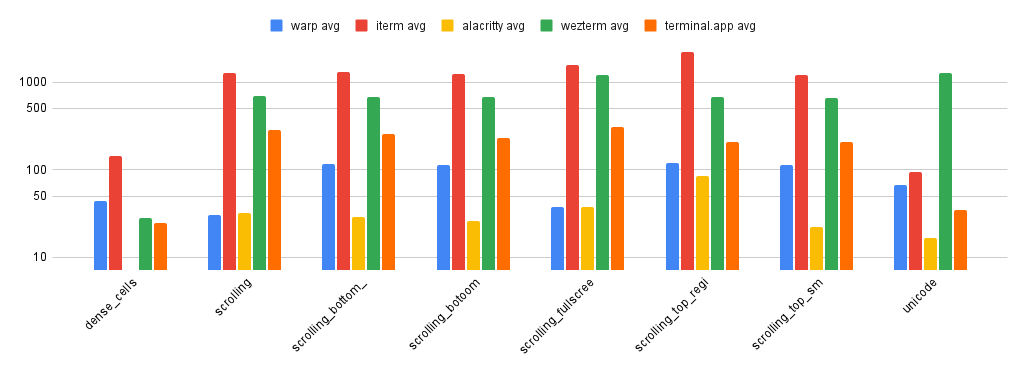 warp avg iterm avg alacritty avg wezterm avg terminal.app avg
1000
500
100
50
10
dense_cells
scrolling
scrolling_bottom_
scrolling_botoom
scrolling_fullscree
scrolling_top_regi
scrolling_top_sm
unicode